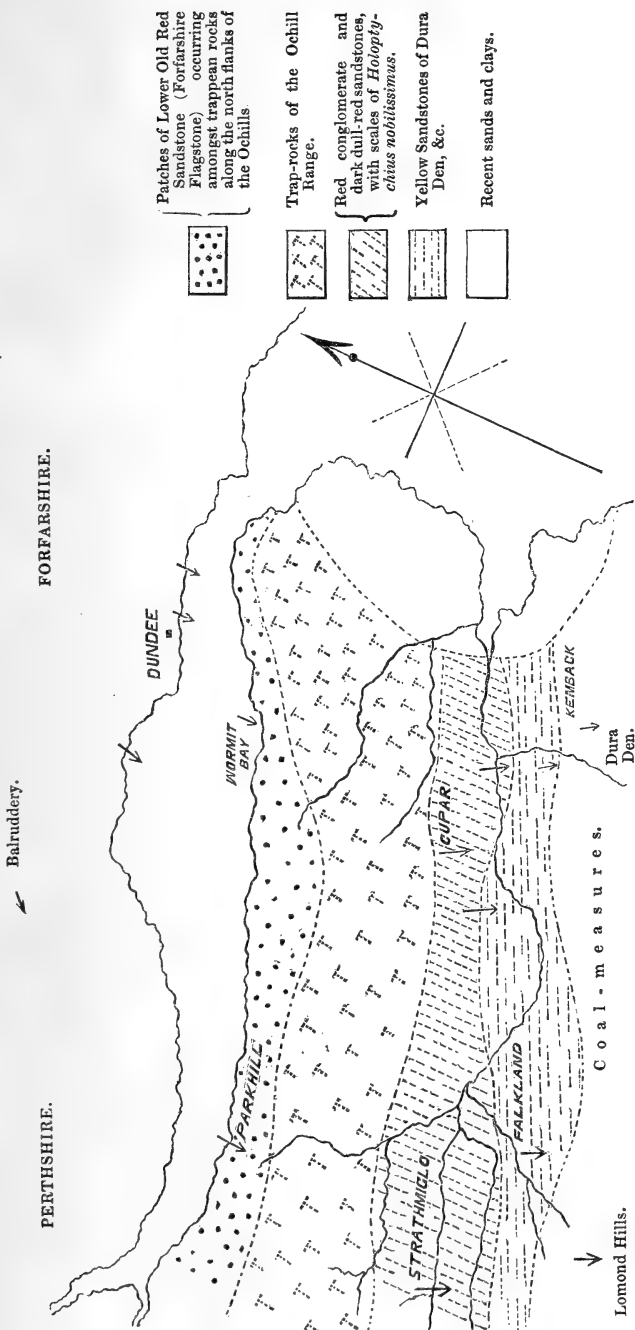 PERTHSHIRE.
Balruddery.
FORFARSHIRE.
DUNDEE
WORMIT
BAY
PARKHILL
CUPAR
STRATHMIGLO
FALKLAND
KEMBACK
Dura
Den.
Coal-measures.
Lomond Hills.
Patches of Lower Old Red
Sandstone (Forfarshire
Flagstone) occurring
amongst trappean rocks
along the north flanks of
the Ochills
Trap-rocks of the Ochill
Range.
Red conglomerate and
dark dull-red sandstones,
with scales of Holopty-
chius nobilissimus.
Yellow Sandstones of Dura
Den, &c.
Recent sands and clays.